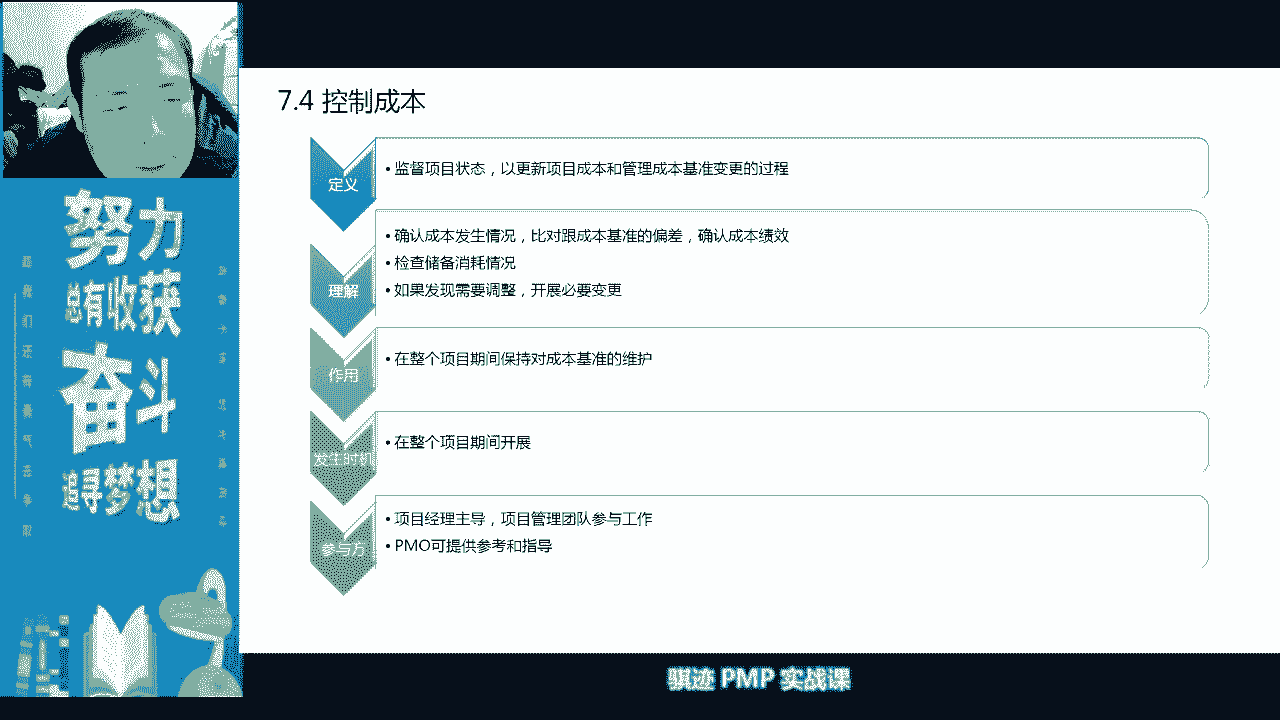 7.4 控制成本
定义
•监督项目状态，以更新项目成本和管理成本基准变更的过程
理解
•确认成本发生情况，比对跟成本基准的偏差，确认成本绩效
•检查储备消耗情况
•如果发现需要调整，开展必要变更
作用
•在整个项目期间保持对成本基准的维护
发生时机
•在整个项目期间开展
参与方
•项目经理主导，项目管理团队参与工作
•PMO可提供参考和指导
努力
总有收获
奋斗
追寻梦想
骐迹 PMP 实战课